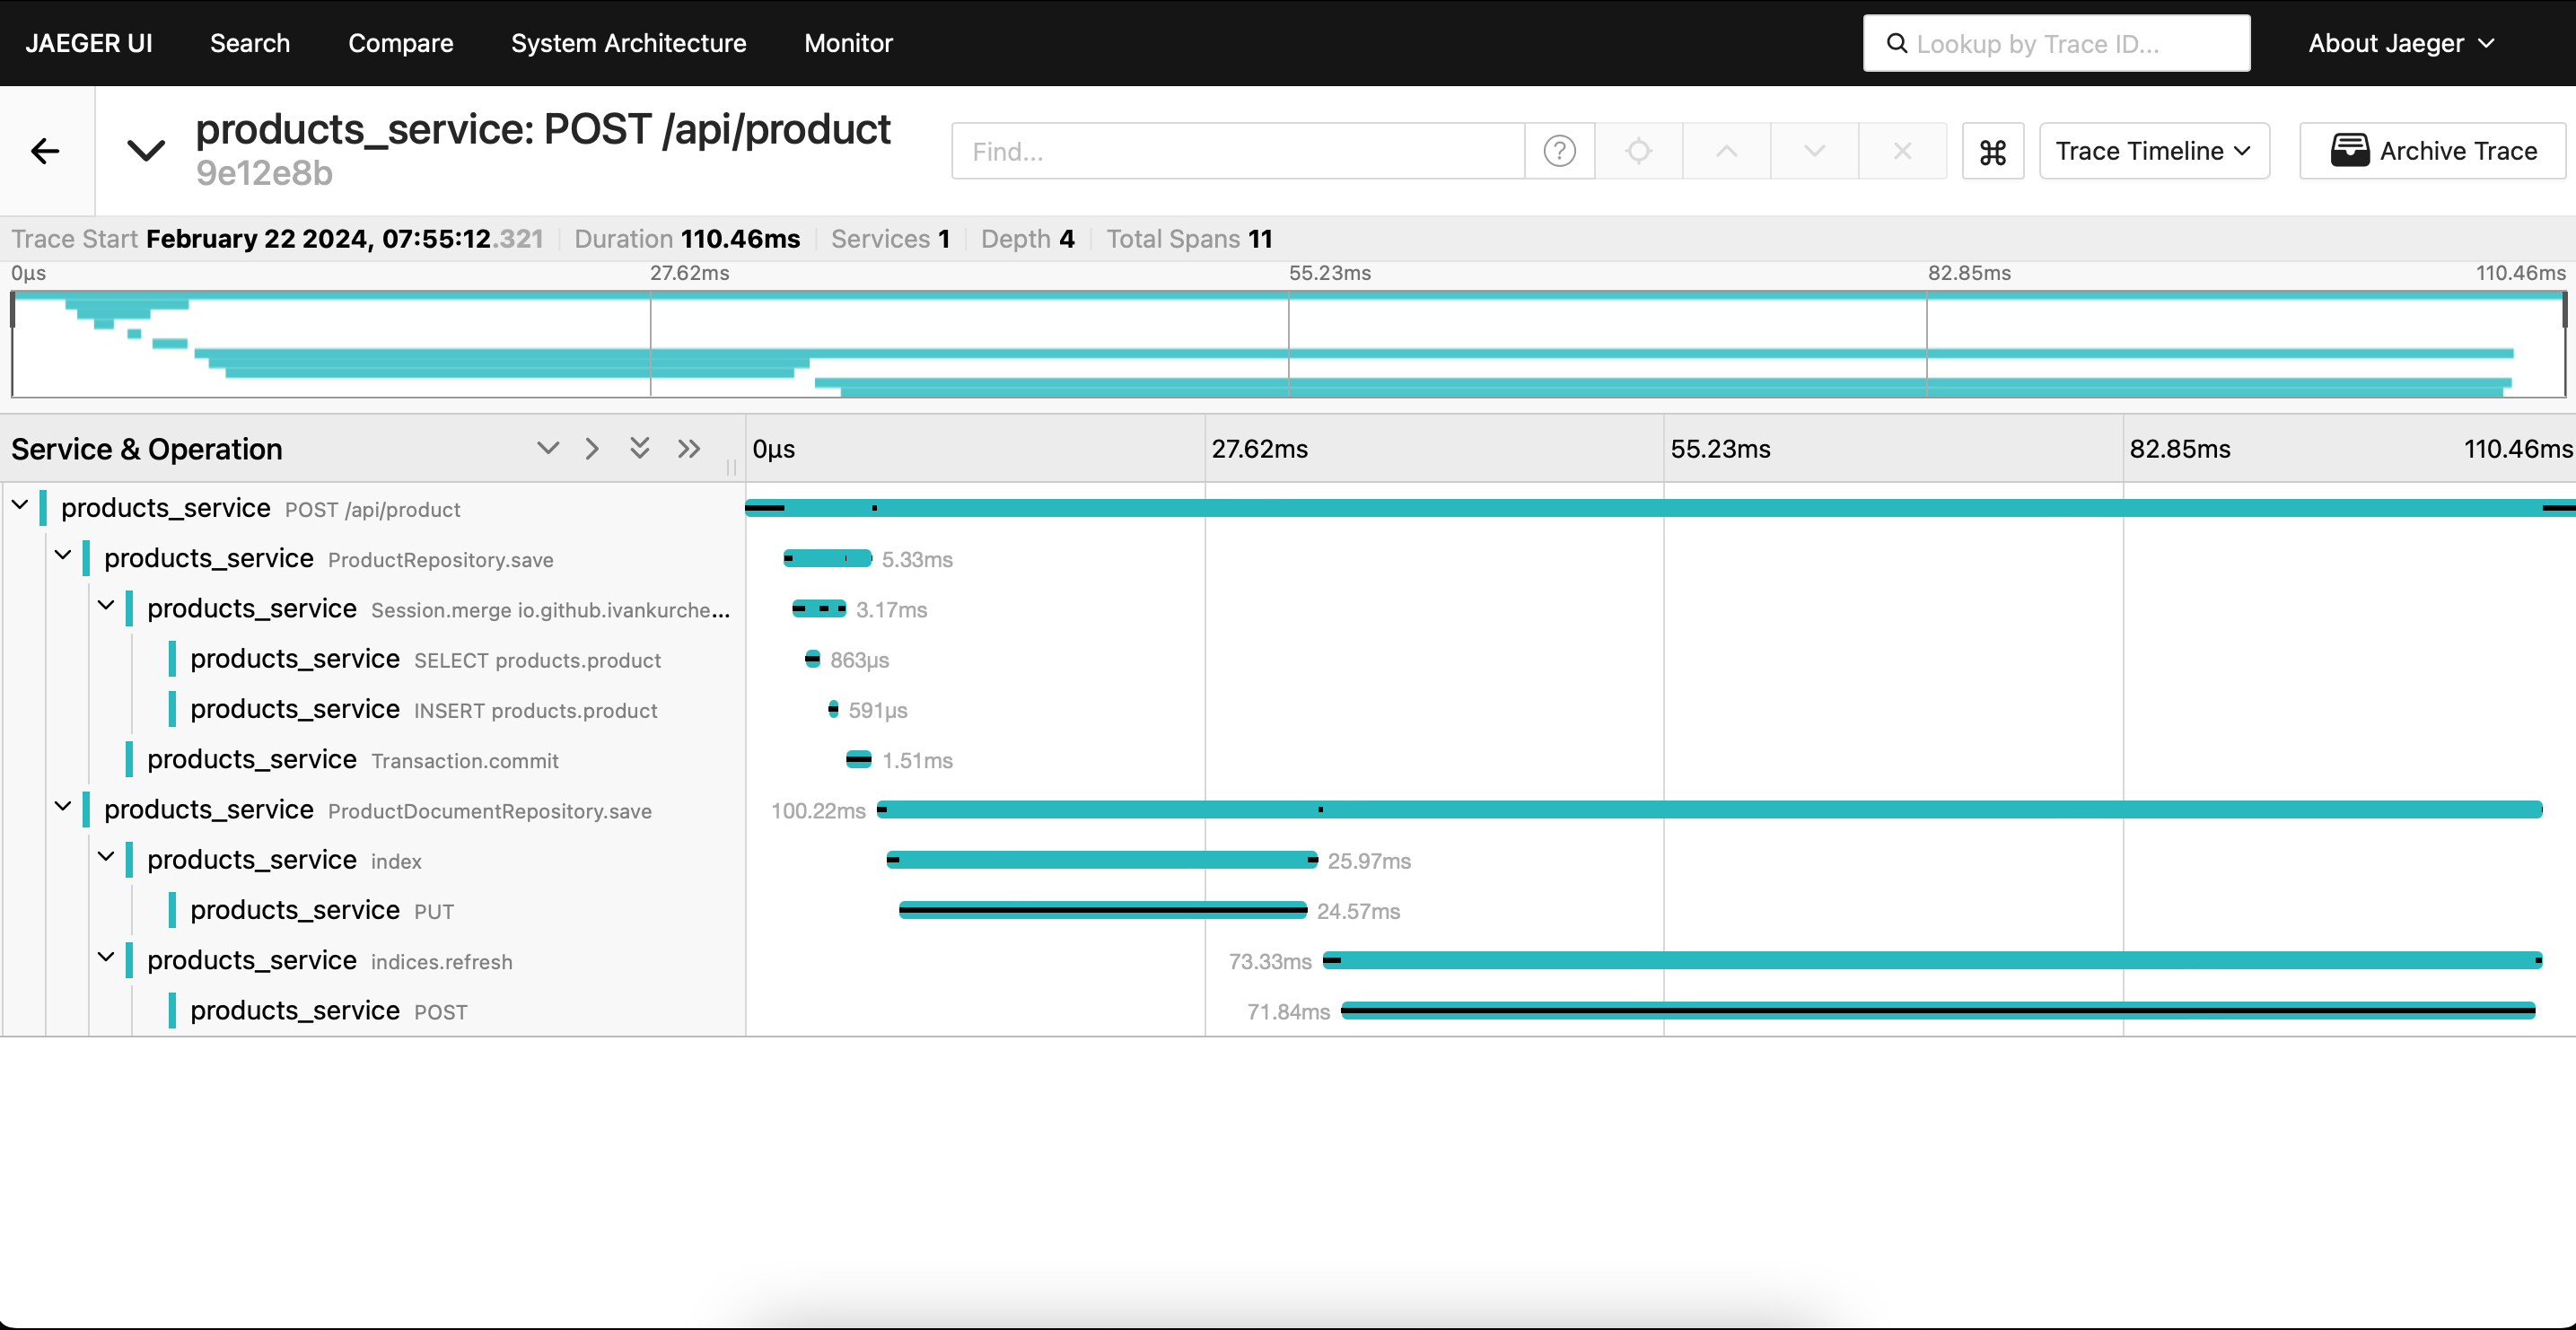 JAEGER UI Search Compare System Architecture Monitor Lookup by Trace ID... About Jaeger
products_service: POST /api/product
9e12e8b
Find... Trace Timeline Archive Trace
Trace Start February 22 2024, 07:55:12.321 Duration 110.46ms Services 1 Depth 4 Total Spans 11
0μs 27.62ms 55.23ms 82.85ms 110.46ms
Service & Operation 0μs 27.62ms 55.23ms 82.85ms 110.46ms
products_service POST /api/product
products_service ProductRepository.save 5.33ms
products_service Session.merge io.github.ivankurche... 3.17ms
products_service SELECT products.product 863μs
products_service INSERT products.product 591μs
products_service Transaction.commit 1.51ms
products_service ProductDocumentRepository.save 100.22ms
products_service index 25.97ms
products_service PUT 24.57ms
products_service indices.refresh 73.33ms
products_service POST 71.84ms